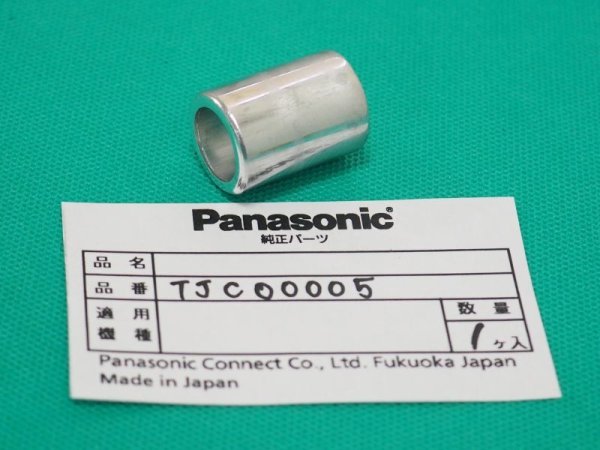 Panasonic®
純正パーツ
品名
品番 TJC00005
適用機種 数量
1ヶ入
Panasonic Connect Co., Ltd. Fukuoka Japan
Made in Japan